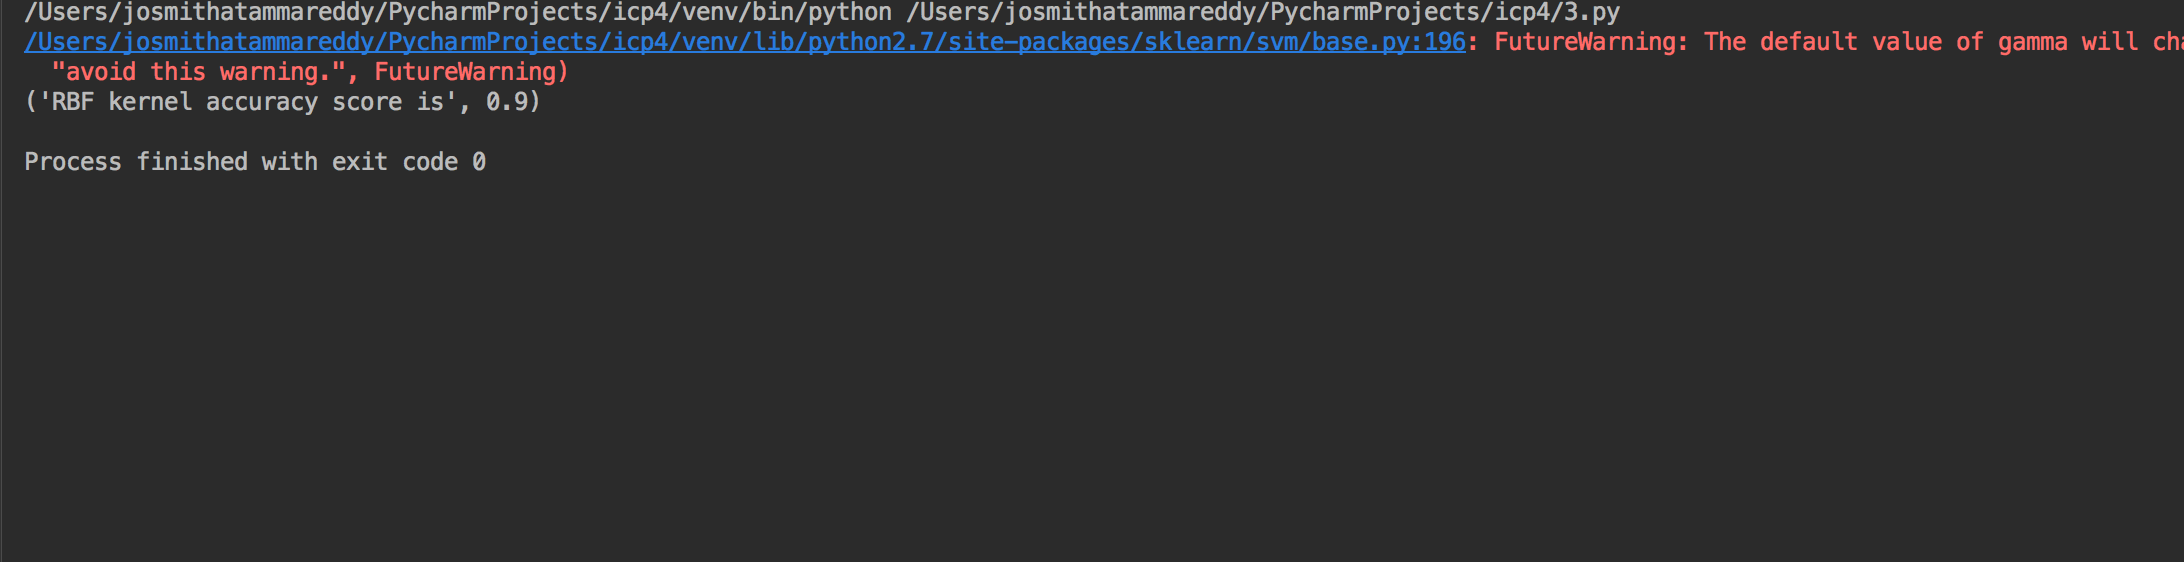 /Users/josmithatammareddy/PycharmProjects/icp4/venv/bin/python /Users/josmithatammareddy/PycharmProjects/icp4/3.py
/Users/josmithatammareddy/PycharmProjects/icp4/venv/lib/python2.7/site-packages/sklearn/svm/base.py:196: FutureWarning: The default value of gamma will
"avoid this warning.", FutureWarning)
('RBF kernel accuracy score is', 0.9)
Process finished with exit code 0